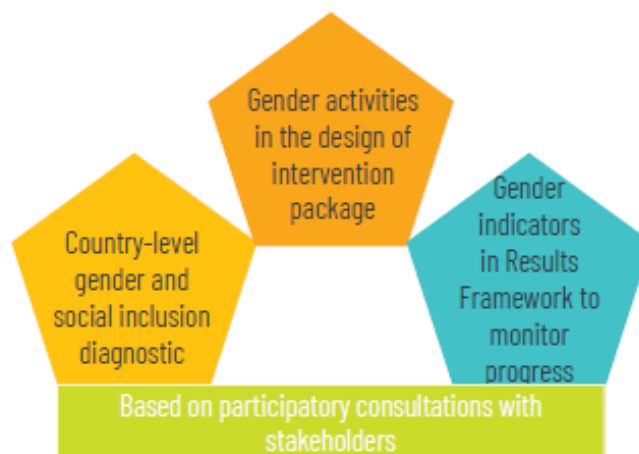 Gender activities
in the design of
intervention
package
Country-level
gender and
social inclusion
diagnostic
Gender
indicators
in Results
Framework to
monitor
progress
Based on participatory consultations with
stakeholders